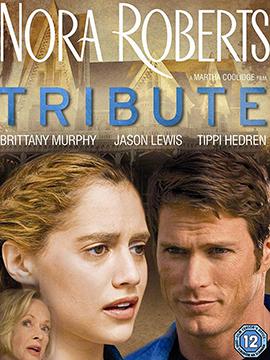 NORA ROBERTS
A MARTHA COOLIDGE FILM
TRIBUTE
BRITTANY MURPHY JASON LEWIS TIPPI HEDREN
12